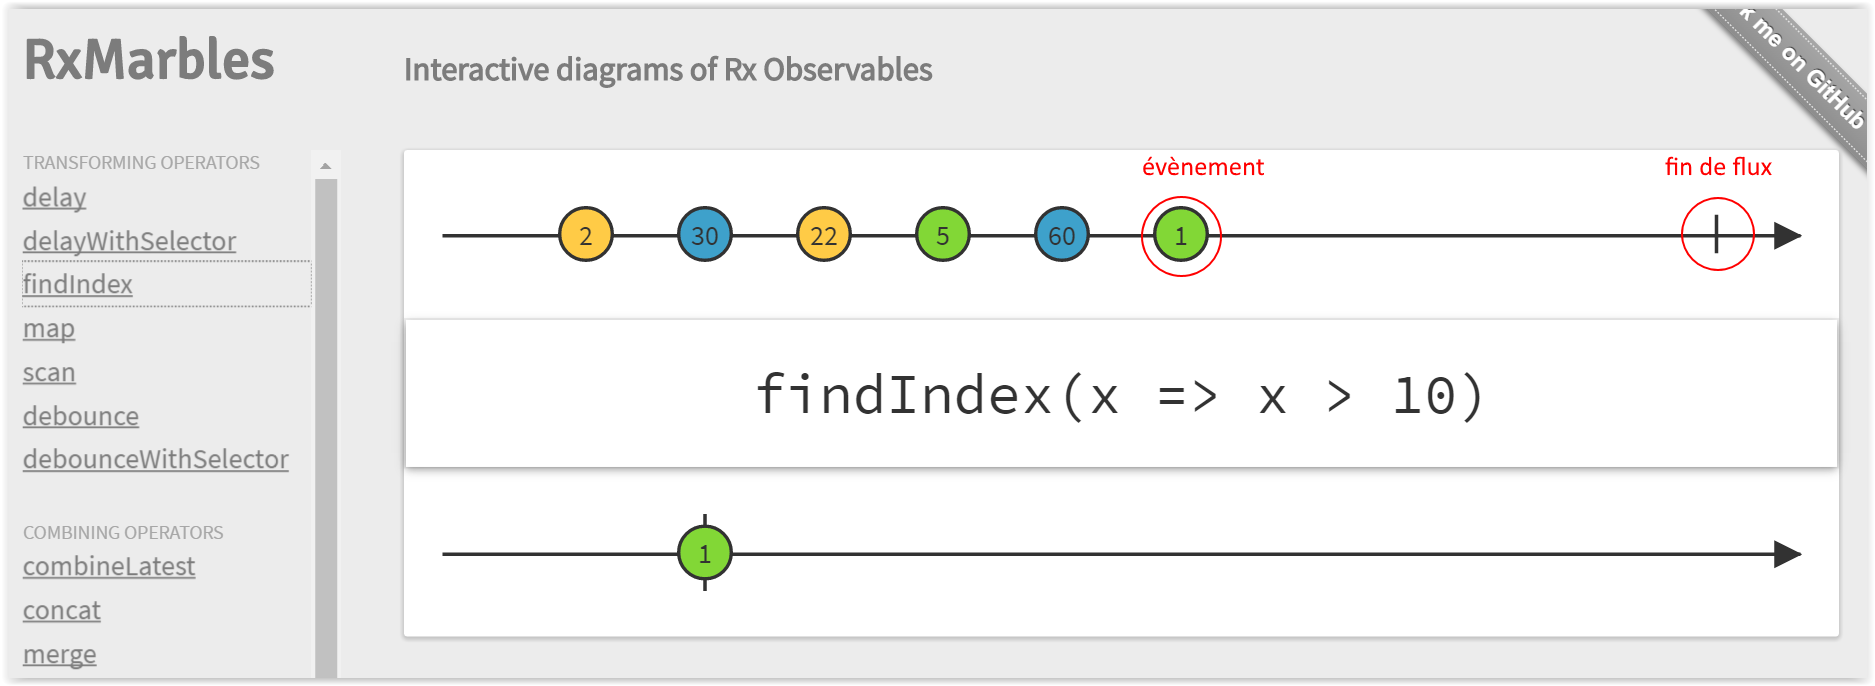 RxMarbles
Interactive diagrams of Rx Observables
k me on GitHub
TRANSFORMING OPERATORS
delay
delayWithSelector
findIndex
map
scan
debounce
debounceWithSelector
COMBINING OPERATORS
combineLatest
concat
merge
évènement
fin de flux
2 30 22 5 60 1
findIndex(x => x > 10)
1